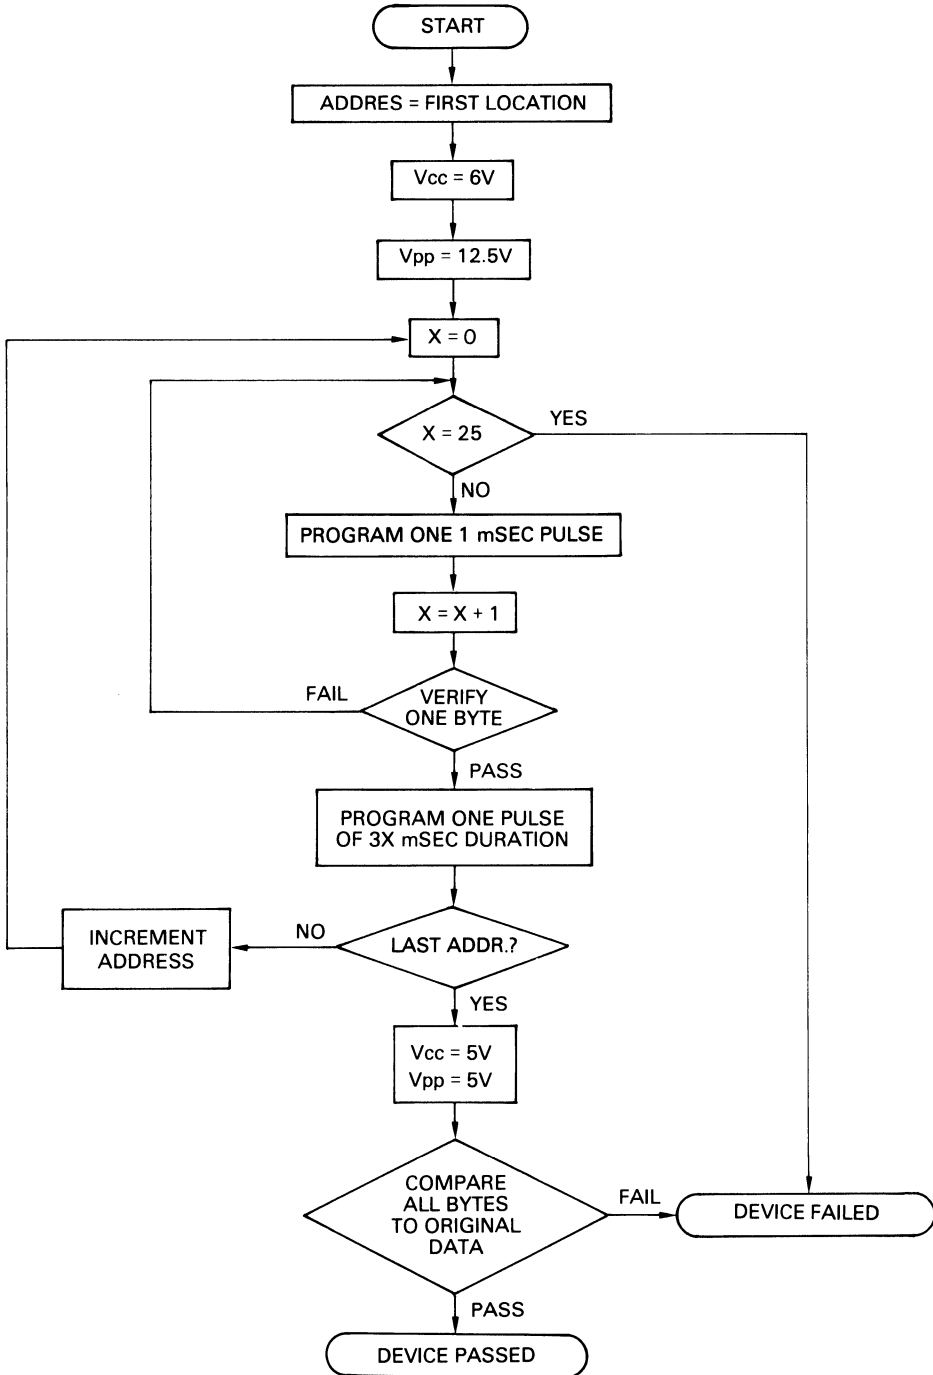 START
ADDRES = FIRST LOCATION
Vcc = 6V
Vpp = 12.5V
X = 0
X = 25
YES
NO
PROGRAM ONE 1 mSEC PULSE
X = X + 1
FAIL
VERIFY
ONE BYTE
PASS
PROGRAM ONE PULSE
OF 3X mSEC DURATION
INCREMENT
ADDRESS
NO
LAST ADDR.?
YES
Vcc = 5V
Vpp = 5V
COMPARE
ALL BYTES
TO ORIGINAL
DATA
FAIL
DEVICE FAILED
PASS
DEVICE PASSED